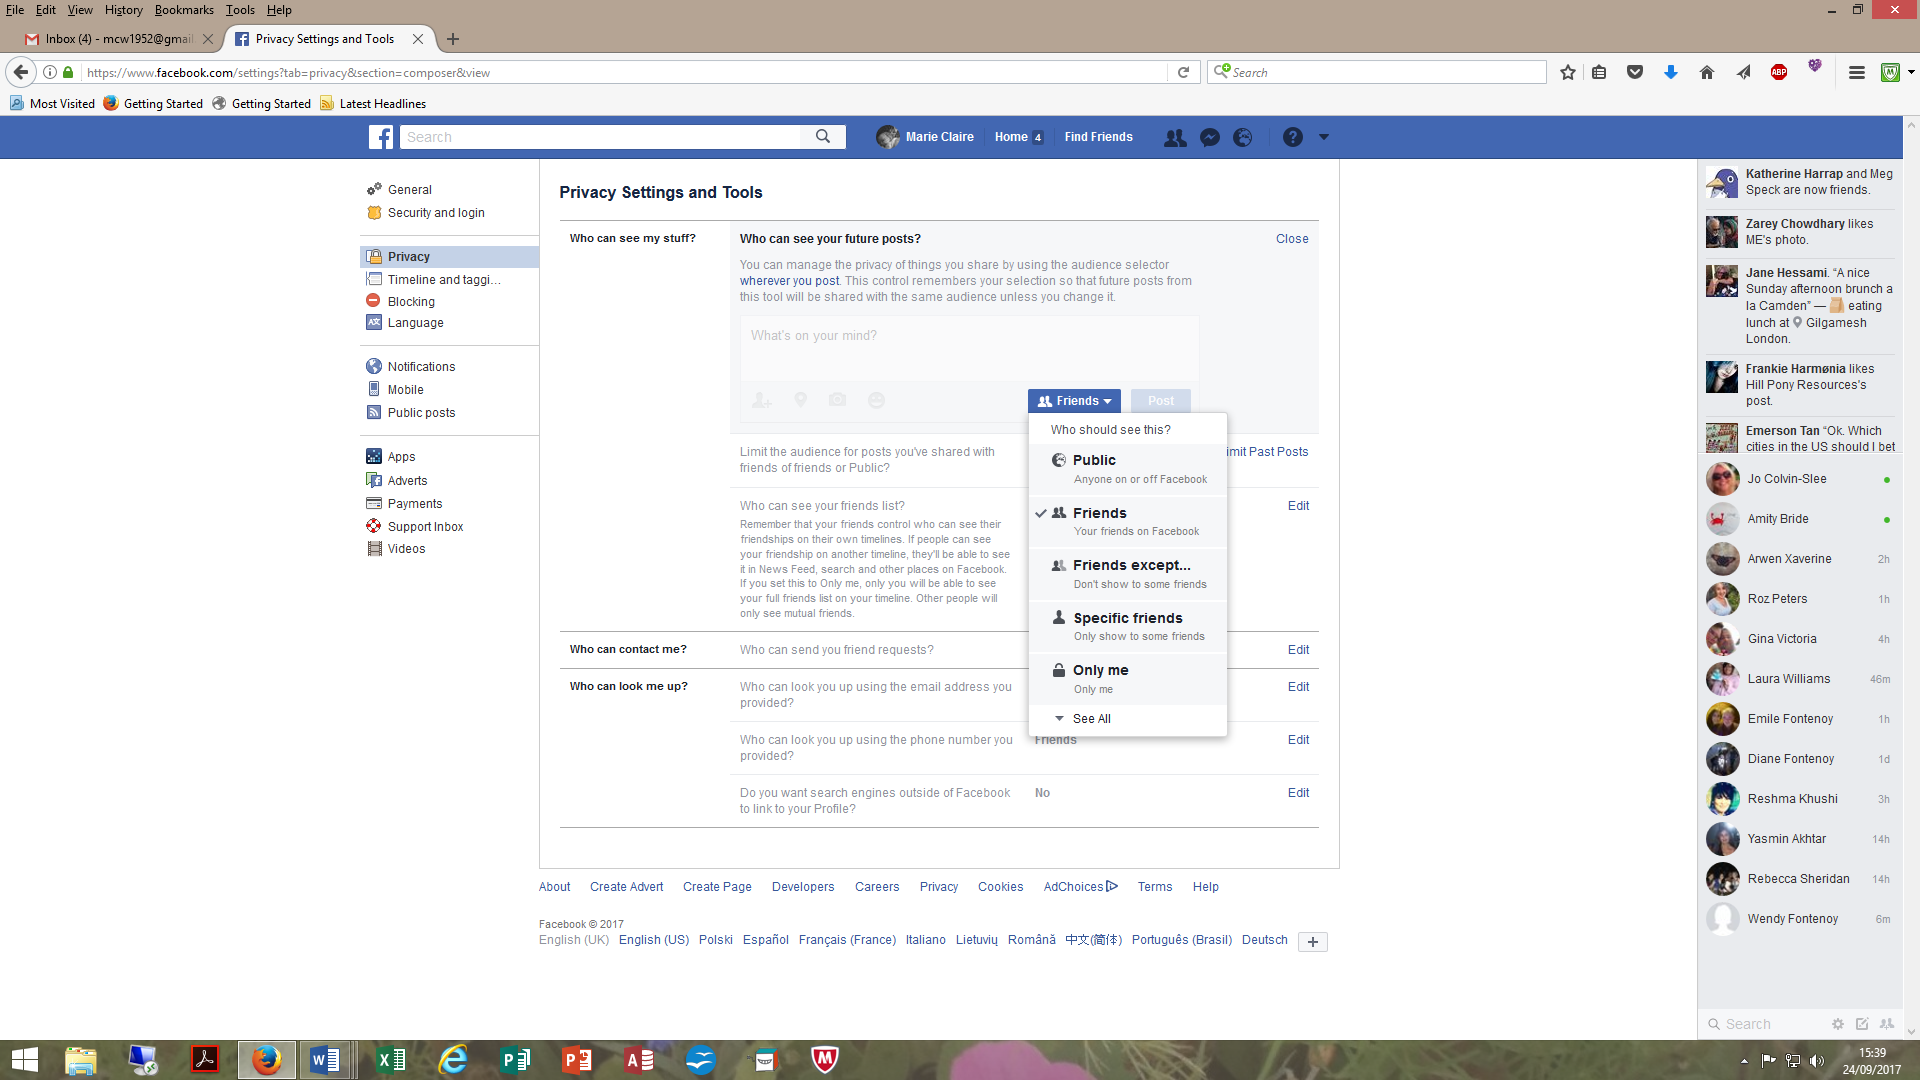 File Edit View History Bookmarks Tools Help
Inbox (4) - mcw1952@gmail
Privacy Settings and Tools
https://www.facebook.com/settings?tab=privacy&section=composer&view
Search
ABP
Most Visited Getting Started Getting Started Latest Headlines
Search
Marie Claire Home 4 Find Friends
General
Security and login
Privacy
Timeline and taggi...
Blocking
Language
Notifications
Mobile
Public posts
Apps
Adverts
Payments
Support Inbox
Videos
Privacy Settings and Tools
Who can see my stuff?
Who can see your future posts?
Close
You can manage the privacy of things you share by using the audience selector
wherever you post. This control remembers your selection so that future posts from
this tool will be shared with the same audience unless you change it.
What's on your mind?
Friends
Post
Who should see this?
Public
Anyone on or off Facebook
Friends
Your friends on Facebook
Friends except...
Don't show to some friends
Specific friends
Only show to some friends
Only me
Only me
See All
Limit the audience for posts you've shared with
friends of friends or Public?
imit Past Posts
Who can see your friends list?
Edit
Remember that your friends control who can see their
friendships on their own timelines. If people can see
your friendship on another timeline, they'll be able to see
it in News Feed, search and other places on Facebook.
If you set this to Only me, only you will be able to see
your full friends list on your timeline. Other people will
only see mutual friends.
Who can contact me?
Who can send you friend requests?
Edit
Who can look me up?
Who can look you up using the email address you
provided?
Edit
Who can look you up using the phone number you
provided?
Friends
Edit
Do you want search engines outside of Facebook
to link to your Profile?
No
Edit
About Create Advert Create Page Developers Careers Privacy Cookies AdChoices Terms Help
Facebook © 2017
English (UK) English (US) Polski Español Français (France) Italiano Lietuvių Română 中文(简体) Português (Brasil) Deutsch
Katherine Harrap and Meg
Speck are now friends.
Zarey Chowdhary likes
ME's photo.
Jane Hessami. “A nice
Sunday afternoon brunch a
la Camden” — eating
lunch at Gilgamesh
London.
Frankie Harmønia likes
Hill Pony Resources's
post.
Emerson Tan “Ok. Which
cities in the US should I bet
Jo Colvin-Slee
Amity Bride
Arwen Xaverine 2h
Roz Peters 1h
Gina Victoria 4h
Laura Williams 46m
Emile Fontenoy 1h
Diane Fontenoy 1d
Reshma Khushi 3h
Yasmin Akhtar 14h
Rebecca Sheridan 14h
Wendy Fontenoy 6m
Search
15:39
24/09/2017